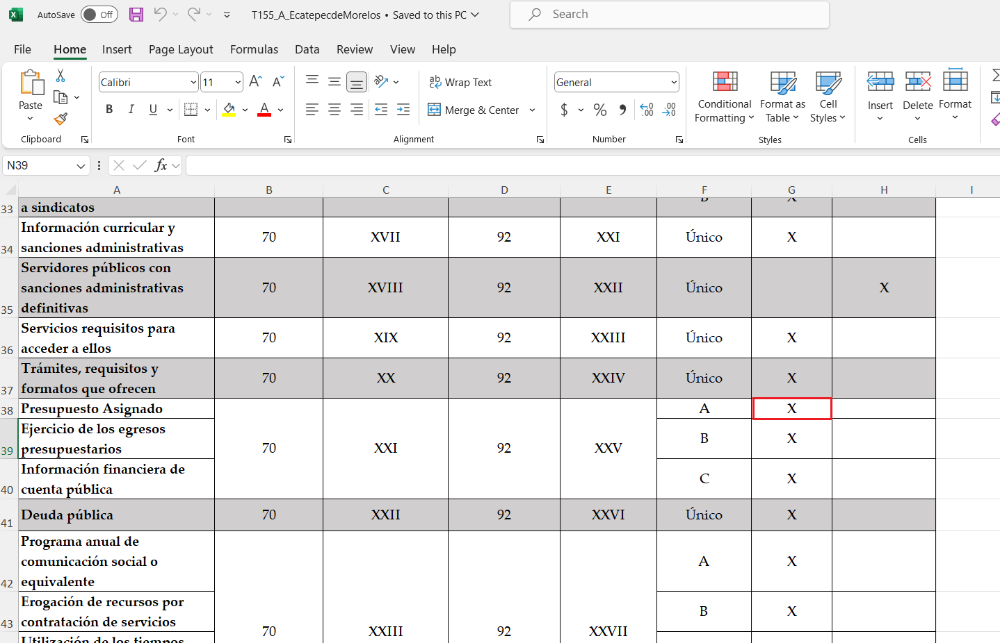 AutoSave Off T155_A_EcatepecdeMorelos • Saved to this PC Search
File Home Insert Page Layout Formulas Data Review View Help
Paste Calibri 11 Wrap Text General Conditional Formatting Format as Table Cell Styles Insert Delete Format
B I U A Merge & Center $ % 9
Clipboard Font Alignment Number Styles Cells
N39 fx
A B C D E F G H I
33 a sindicatos
34 Información curricular y sanciones administrativas 70 XVII 92 XXI Único X
35 Servidores públicos con sanciones administrativas definitivas 70 XVIII 92 XXII Único X
36 Servicios requisitos para acceder a ellos 70 XIX 92 XXIII Único X
37 Trámites, requisitos y formatos que ofrecen 70 XX 92 XXIV Único X
38 Presupuesto Asignado A X
39 Ejercicio de los egresos presupuestarios 70 XXI 92 XXV B X
40 Información financiera de cuenta pública C X
41 Deuda pública 70 XXII 92 XXVI Único X
42 Programa anual de comunicación social o equivalente A X
43 Erogación de recursos por contratación de servicios 70 XXIII 92 XXVII B X
Utilización de los tiempos